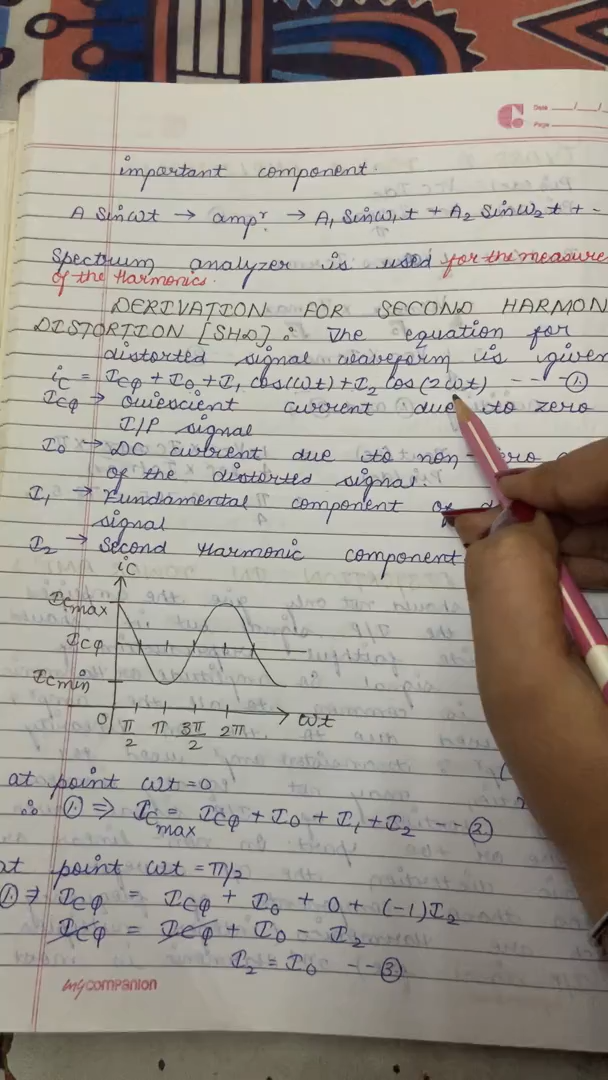 Date
Page
important component.
A Sinωt → ampr. → A₁ Sinω₁t + A₂ Sinω₂t + -
Spectrum analyzer is used for the measure
of the Harmonics.
DERIVATION FOR SECOND HARMON
DISTORTION [SHD] : The equation for
distorted signal waveform is given
iC = ICQ + I₀ + I₁ cos(ωt) + I₂ cos(2ωt) --- ①
ICQ → Quiescient current due to zero
I/P signal
I₀ → DC current due to non-zero
of the distorted signal.
I₁ → Fundamental component of
signal
I₂ → Second Harmonic component
iC
ICmax
ICQ
ICmin
0 π/2 π 3π/2 2π → ωt
at point ωt = 0
∴ ① ⇒ ICmax = ICQ + I₀ + I₁ + I₂ -- ②
at point ωt = π/2
① ⇒ ICQ = ICQ + I₀ + 0 + (-1)I₂
ICQ = ICQ + I₀ - I₂
I₂ = I₀ -- ③
mycompanion